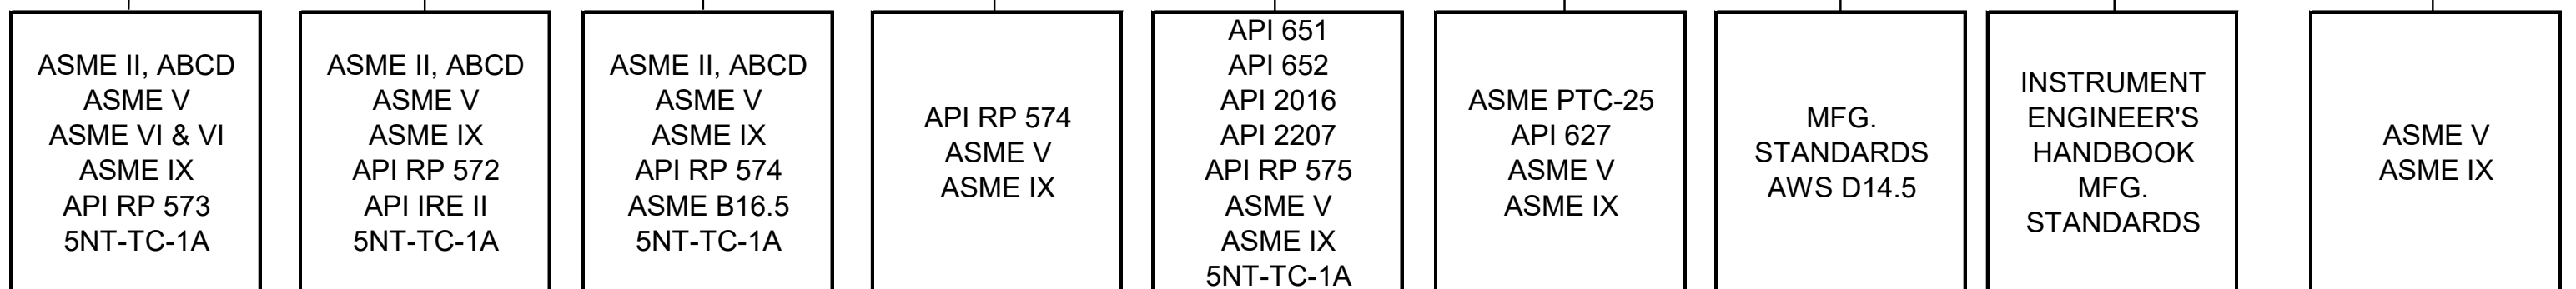 ASME II, ABCD
ASME V
ASME VI & VI
ASME IX
API RP 573
5NT-TC-1A
ASME II, ABCD
ASME V
ASME IX
API RP 572
API IRE II
5NT-TC-1A
ASME II, ABCD
ASME V
ASME IX
API RP 574
ASME B16.5
5NT-TC-1A
API RP 574
ASME V
ASME IX
API 651
API 652
API 2016
API 2207
API RP 575
ASME V
ASME IX
5NT-TC-1A
ASME PTC-25
API 627
ASME V
ASME IX
MFG.
STANDARDS
AWS D14.5
INSTRUMENT
ENGINEER'S
HANDBOOK
MFG.
STANDARDS
ASME V
ASME IX